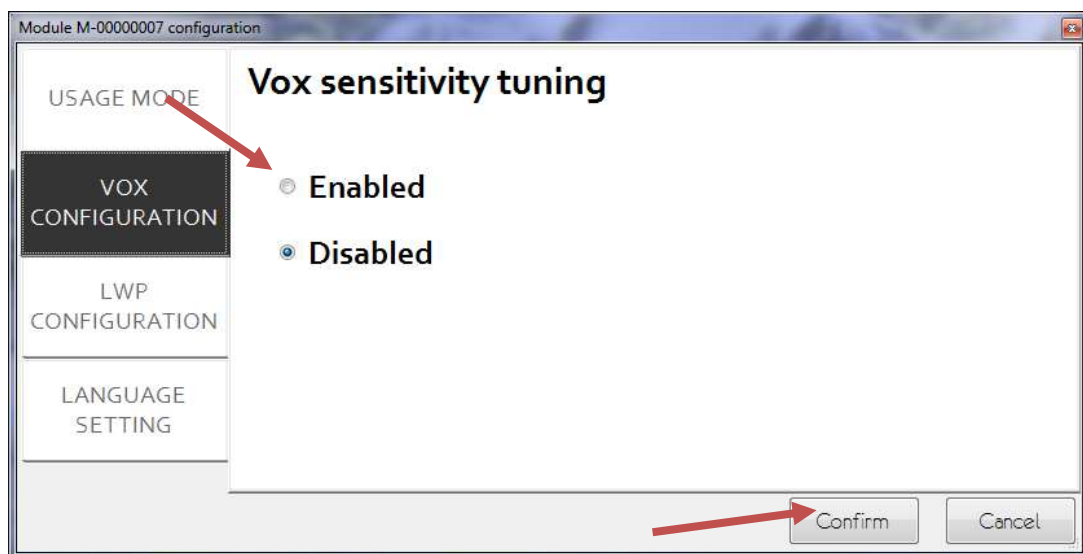 Module M-00000007 configuration
USAGE MODE
VOX
CONFIGURATION
LWP
CONFIGURATION
LANGUAGE
SETTING
Vox sensitivity tuning
Enabled
Disabled
Confirm
Cancel